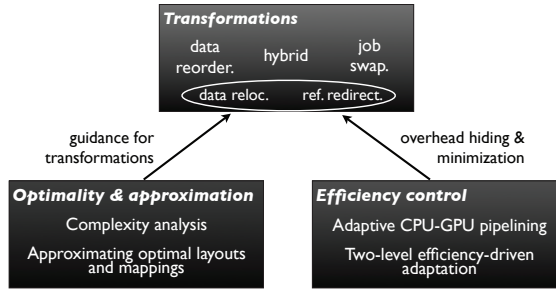 Transformations
data reorder.
hybrid
job swap.
data reloc.
ref. redirect.
guidance for
transformations
overhead hiding &
minimization
Optimality & approximation
Complexity analysis
Approximating optimal layouts
and mappings
Efficiency control
Adaptive CPU-GPU pipelining
Two-level efficiency-driven
adaptation